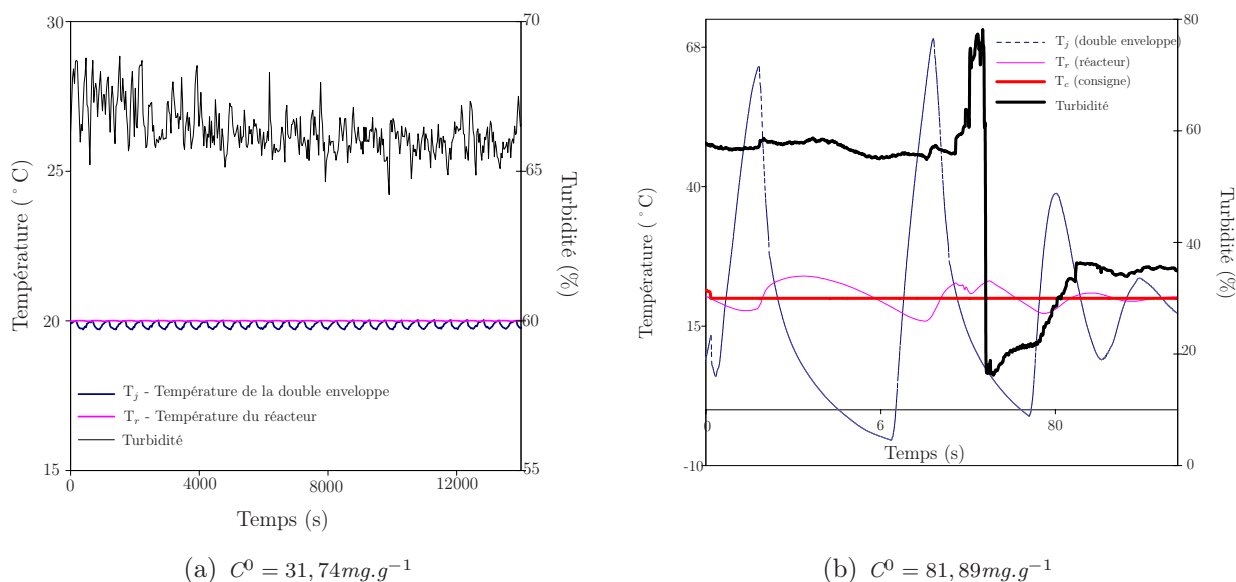 30
25
20
15
70
65
60
55
0
4000
8000
12000
Température ( °C)
Turbidité (%)
T_j - Température de la double enveloppe
T_r - Température du réacteur
Turbidité
Temps (s)
(a) C^0 = 31, 74mg.g^{-1}
68
40
15
-10
80
60
40
20
0
0
6
80
Température ( °C)
Turbidité (%)
T_j (double enveloppe)
T_r (réacteur)
T_c (consigne)
Turbidité
Temps (s)
(b) C^0 = 81, 89mg.g^{-1}